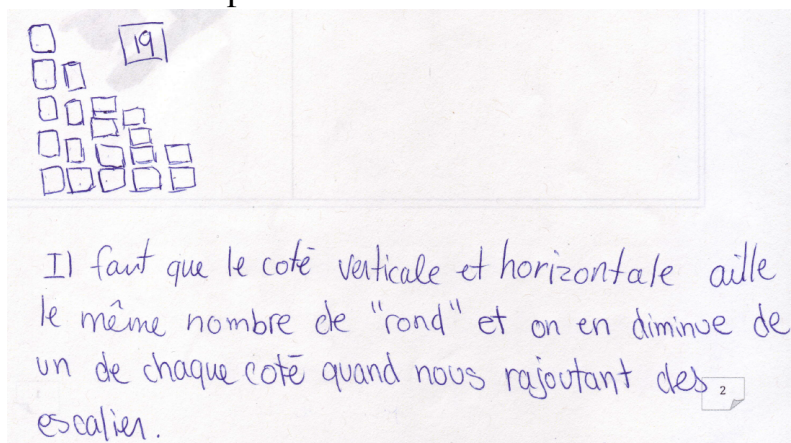 19
Il faut que le coté verticale et horizontale aille
le même nombre de "rond" et on en diminue de
un de chaque coté quand nous rajoutant des
2
escalier.